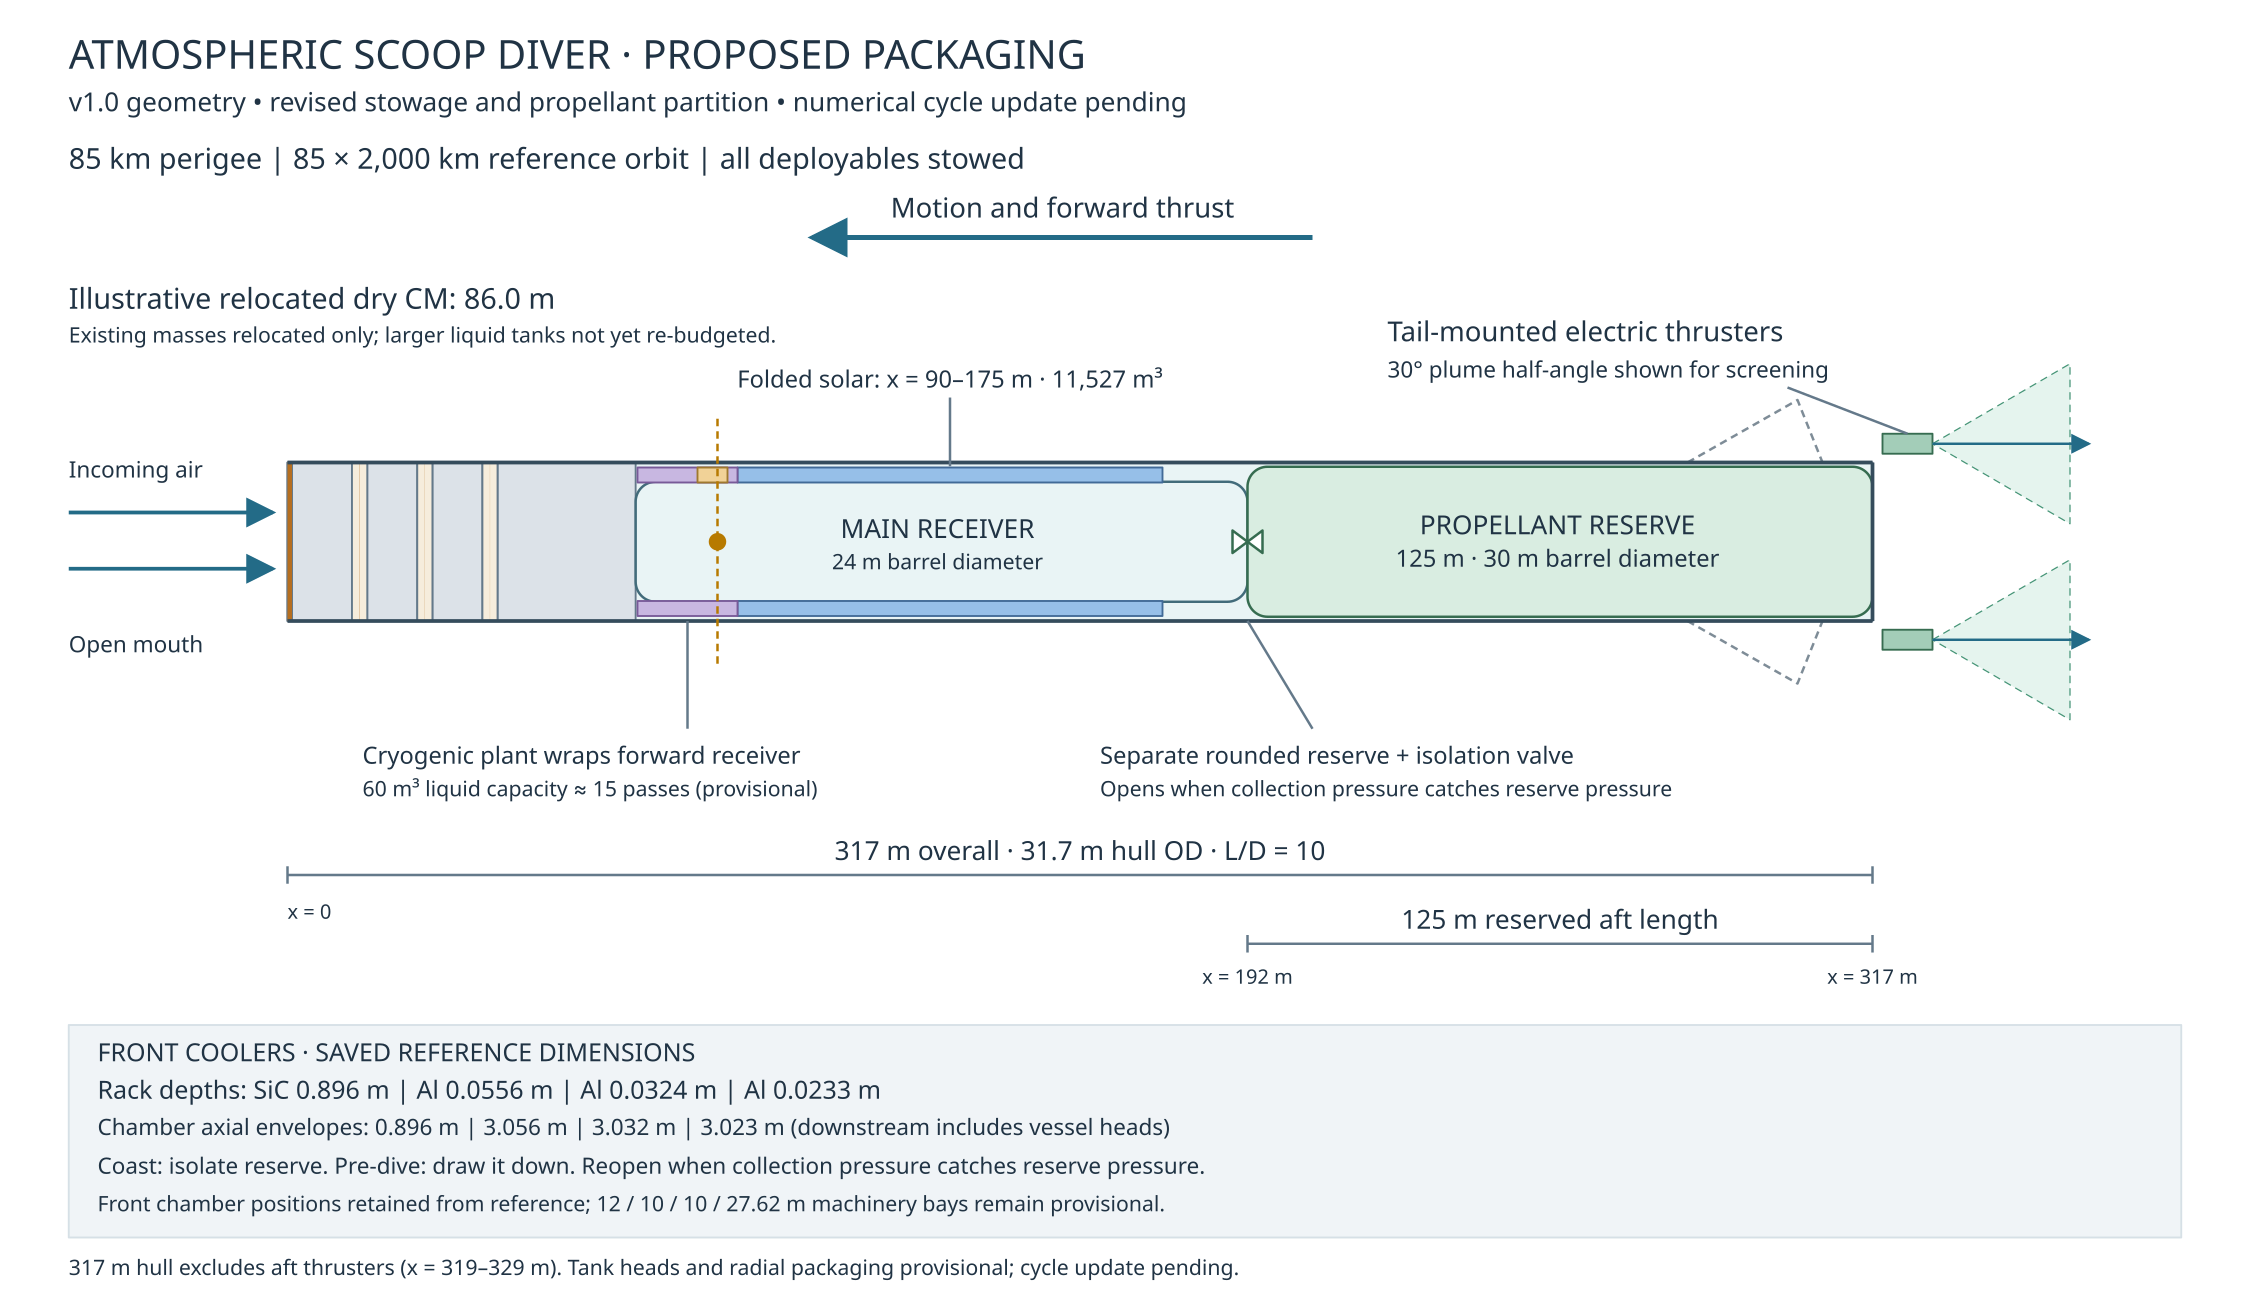 ATMOSPHERIC SCOOP DIVER · PROPOSED PACKAGING
v1.0 geometry • revised stowage and propellant partition • numerical cycle update pending
85 km perigee | 85 × 2,000 km reference orbit | all deployables stowed
Motion and forward thrust
Illustrative relocated dry CM: 86.0 m
Existing masses relocated only; larger liquid tanks not yet re-budgeted.
Tail-mounted electric thrusters
30° plume half-angle shown for screening
Folded solar: x = 90–175 m · 11,527 m³
Incoming air
Open mouth
MAIN RECEIVER
24 m barrel diameter
PROPELLANT RESERVE
125 m · 30 m barrel diameter
Cryogenic plant wraps forward receiver
60 m³ liquid capacity ≈ 15 passes (provisional)
Separate rounded reserve + isolation valve
Opens when collection pressure catches reserve pressure
317 m overall · 31.7 m hull OD · L/D = 10
x = 0
125 m reserved aft length
x = 192 m
x = 317 m
FRONT COOLERS · SAVED REFERENCE DIMENSIONS
Rack depths: SiC 0.896 m | Al 0.0556 m | Al 0.0324 m | Al 0.0233 m
Chamber axial envelopes: 0.896 m | 3.056 m | 3.032 m | 3.023 m (downstream includes vessel heads)
Coast: isolate reserve. Pre-dive: draw it down. Reopen when collection pressure catches reserve pressure.
Front chamber positions retained from reference; 12 / 10 / 10 / 27.62 m machinery bays remain provisional.
317 m hull excludes aft thrusters (x = 319–329 m). Tank heads and radial packaging provisional; cycle update pending.